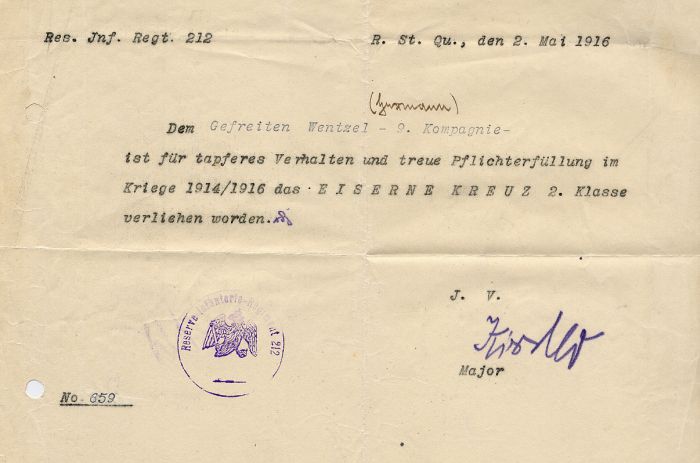 Res. Jnf. Regt. 212
R. St. Qu., den 2. Mai 1916
(Hermann)
Dem Gefreiten Wentzel - 9. Kompagnie-
ist für tapferes Verhalten und treue Pflichterfüllung im
Kriege 1914/1916 das EISERNE KREUZ 2. Klasse
verliehen worden.
J. V.
Major
Reserve Infanterie-Regiment 212
No. 659